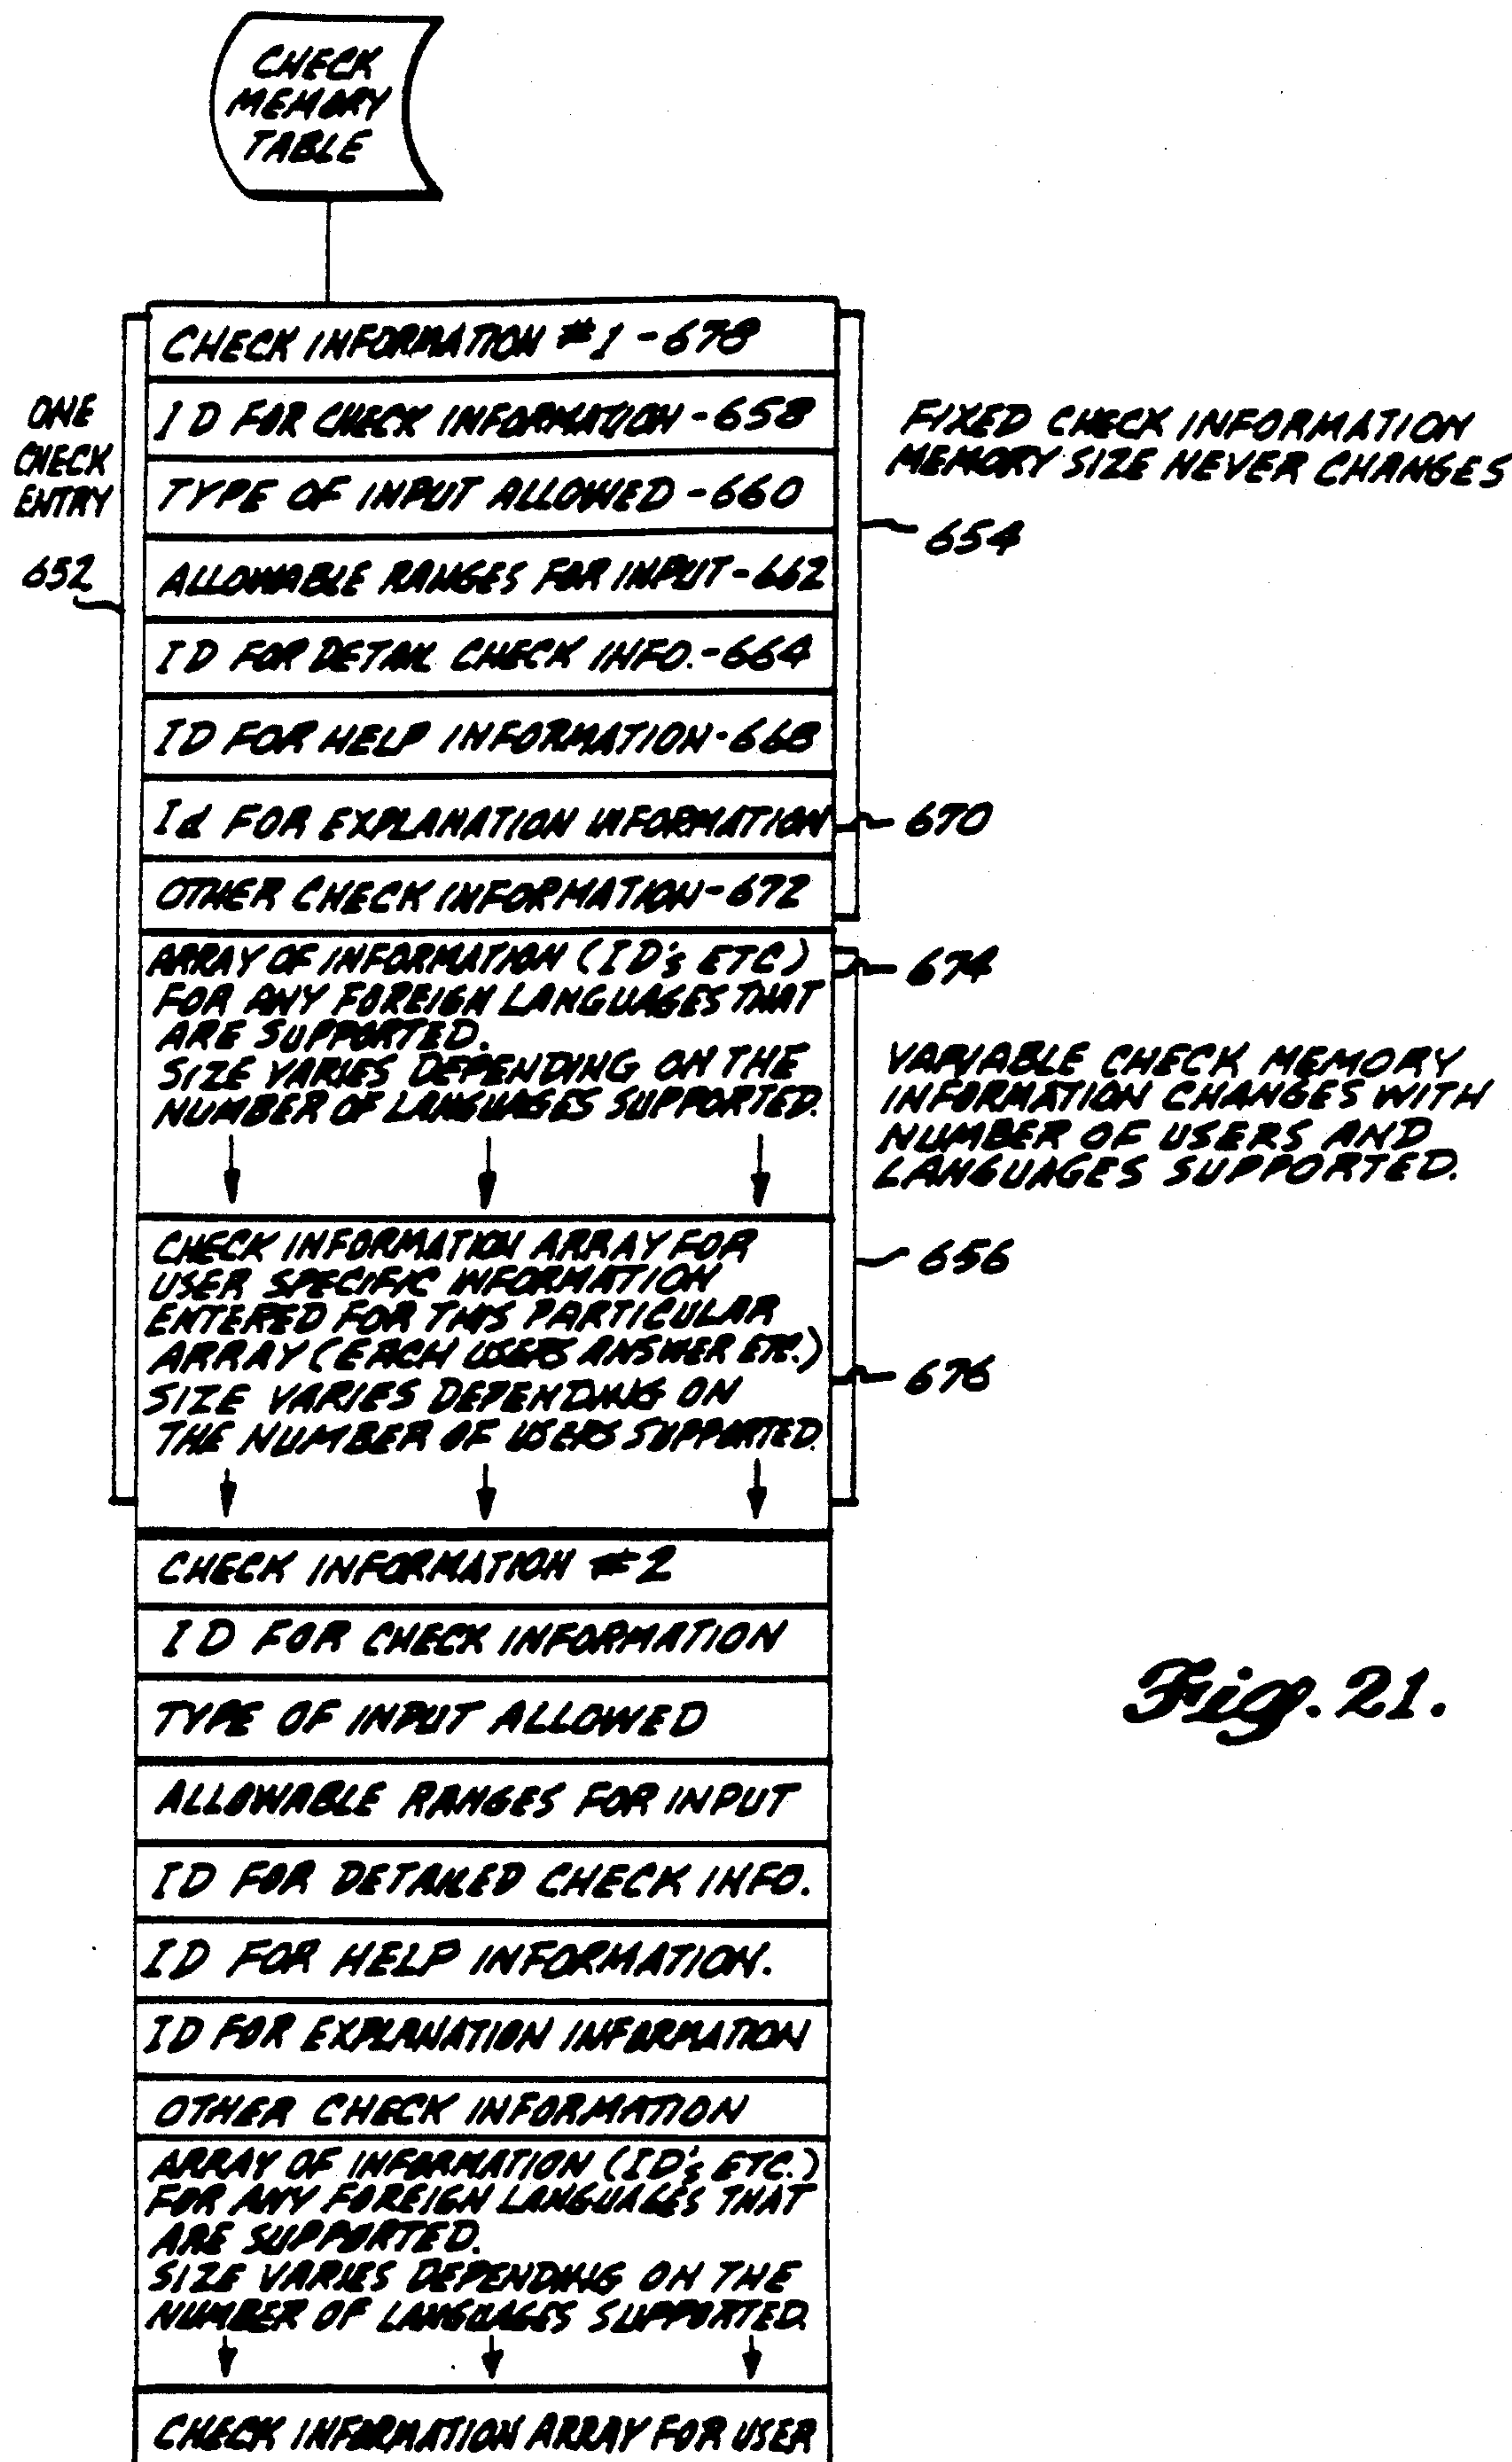 CHECK
MEMORY
TABLE
CHECK INFORMATION #1 - 678
ONE
CHECK
ENTRY
652
ID FOR CHECK INFORMATION - 658
TYPE OF INPUT ALLOWED - 660
ALLOWABLE RANGES FOR INPUT - 662
ID FOR DETAIL CHECK INFO. - 664
ID FOR HELP INFORMATION - 668
Id FOR EXPLANATION INFORMATION
OTHER CHECK INFORMATION - 672
FIXED CHECK INFORMATION
MEMORY SIZE NEVER CHANGES
654
670
ARRAY OF INFORMATION (ID's ETC)
FOR ANY FOREIGN LANGUAGES THAT
ARE SUPPORTED.
SIZE VARIES DEPENDING ON THE
NUMBER OF LANGUAGES SUPPORTED.
674
VARIABLE CHECK MEMORY
INFORMATION CHANGES WITH
NUMBER OF USERS AND
LANGUAGES SUPPORTED.
656
CHECK INFORMATION ARRAY FOR
USER SPECIFIC INFORMATION
ENTERED FOR THIS PARTICULAR
ARRAY (EACH USERS ANSWER ETC.)
SIZE VARIES DEPENDING ON
THE NUMBER OF USERS SUPPORTED.
676
CHECK INFORMATION #2
ID FOR CHECK INFORMATION
TYPE OF INPUT ALLOWED
ALLOWABLE RANGES FOR INPUT
ID FOR DETAILED CHECK INFO.
ID FOR HELP INFORMATION.
ID FOR EXPLANATION INFORMATION
OTHER CHECK INFORMATION
ARRAY OF INFORMATION (ID's ETC.)
FOR ANY FOREIGN LANGUAGES THAT
ARE SUPPORTED.
SIZE VARIES DEPENDING ON THE
NUMBER OF LANGUAGES SUPPORTED.
CHECK INFORMATION ARRAY FOR USER
Fig. 21.